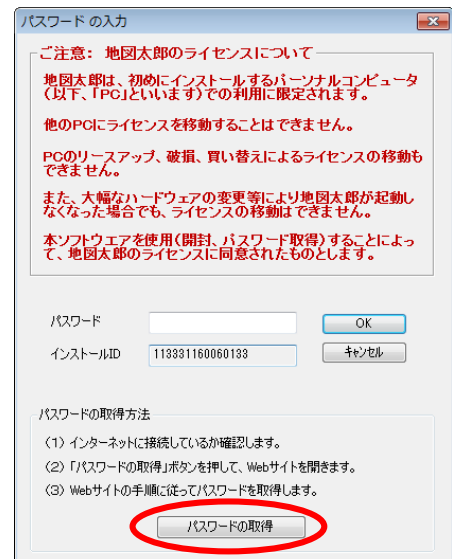 パスワード の入力
ご注意: 地図太郎のライセンスについて
地図太郎は、初めにインストールするパーソナルコンピュータ
(以下、「PC」といいます)での利用に限定されます。
他のPCにライセンスを移動することはできません。
PCのリースアップ、破損、買い替えによるライセンスの移動も
できません。
また、大幅なハードウェアの変更等により地図太郎が起動し
なくなった場合でも、ライセンスの移動はできません。
本ソフトウエアを使用(開封、パスワード取得)することによっ
て、地図太郎のライセンスに同意されたものとします。
パスワード
OK
インストールID
113331160060133
キャンセル
パスワードの取得方法
(1) インターネットに接続しているか確認します。
(2) 「パスワードの取得」ボタンを押して、Webサイトを開きます。
(3) Webサイトの手順に従ってパスワードを取得します。
パスワードの取得